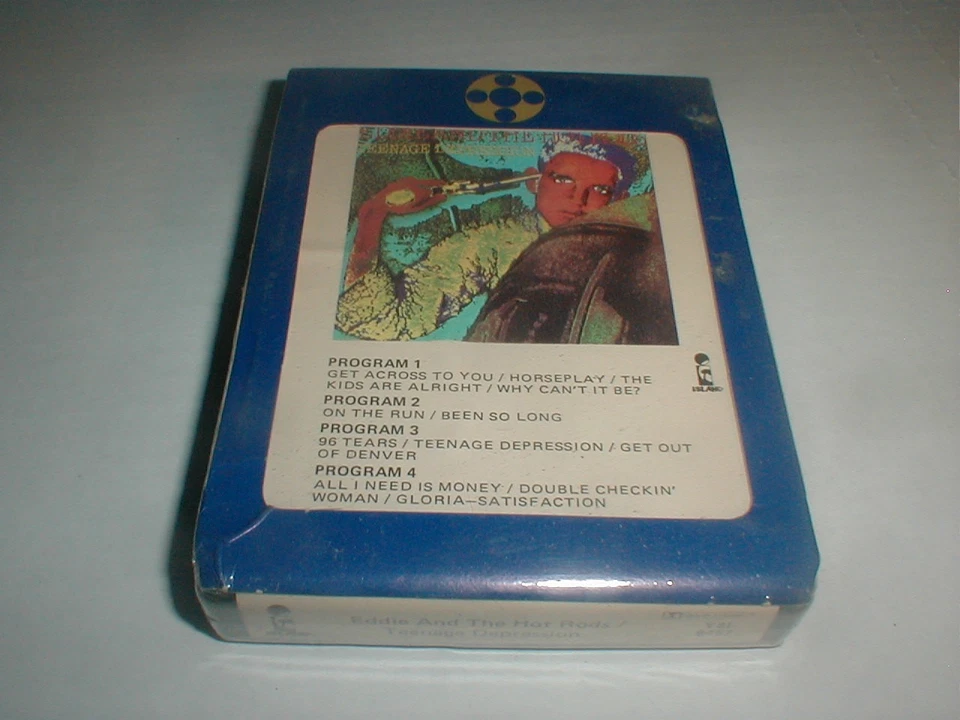 TEENAGE
PROGRAM 1
GET ACROSS TO YOU / HORSEPLAY / THE
KIDS ARE ALRIGHT / WHY CAN'T IT BE?
PROGRAM 2
ON THE RUN / BEEN SO LONG
PROGRAM 3
96 TEARS / TEENAGE DEPRESSION / GET OUT
OF DENVER
PROGRAM 4
ALL I NEED IS MONEY / DOUBLE CHECKIN'
WOMAN / GLORIA—SATISFACTION
ISLAND
Eddie And The Hot Rods /
Teenage Depression